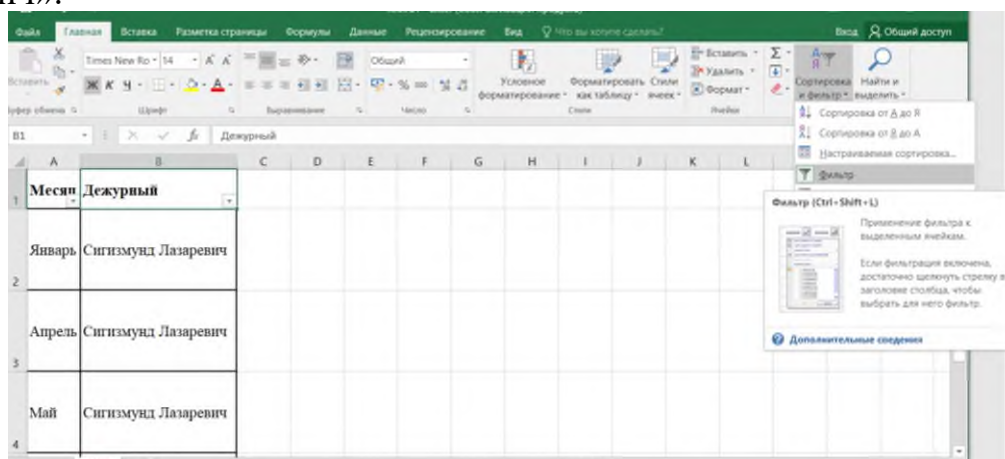 Файл Главная Вставка Разметка страницы Формулы Данные Рецензирование Вид Что вы хотите сделать? Вход Общий доступ
Times New Ro 14 А А Общий Вставить Σ
Вставить Ж К Ч А % Условное форматирование Форматировать как таблицу Стили ячеек Удалить Формат Сортировка и фильтр Найти и выделить
Буфер обмена Шрифт Выравнивание Число Стили Ячейки
Сортировка от А до Я
Сортировка от Я до А
Настраиваемая сортировка...
Фильтр
B1 fx Дежурный
A B C D E F G H I J K L
1 Месяц Дежурный
2 Январь Сигизмунд Лазаревич
3 Апрель Сигизмунд Лазаревич
4 Май Сигизмунд Лазаревич
Фильтр (Ctrl+Shift+L)
Применение фильтра к
выделенным ячейкам.
Если фильтрация включена,
достаточно щелкнуть стрелку в
заголовке столбца, чтобы
выбрать для него фильтр.
Дополнительные сведения